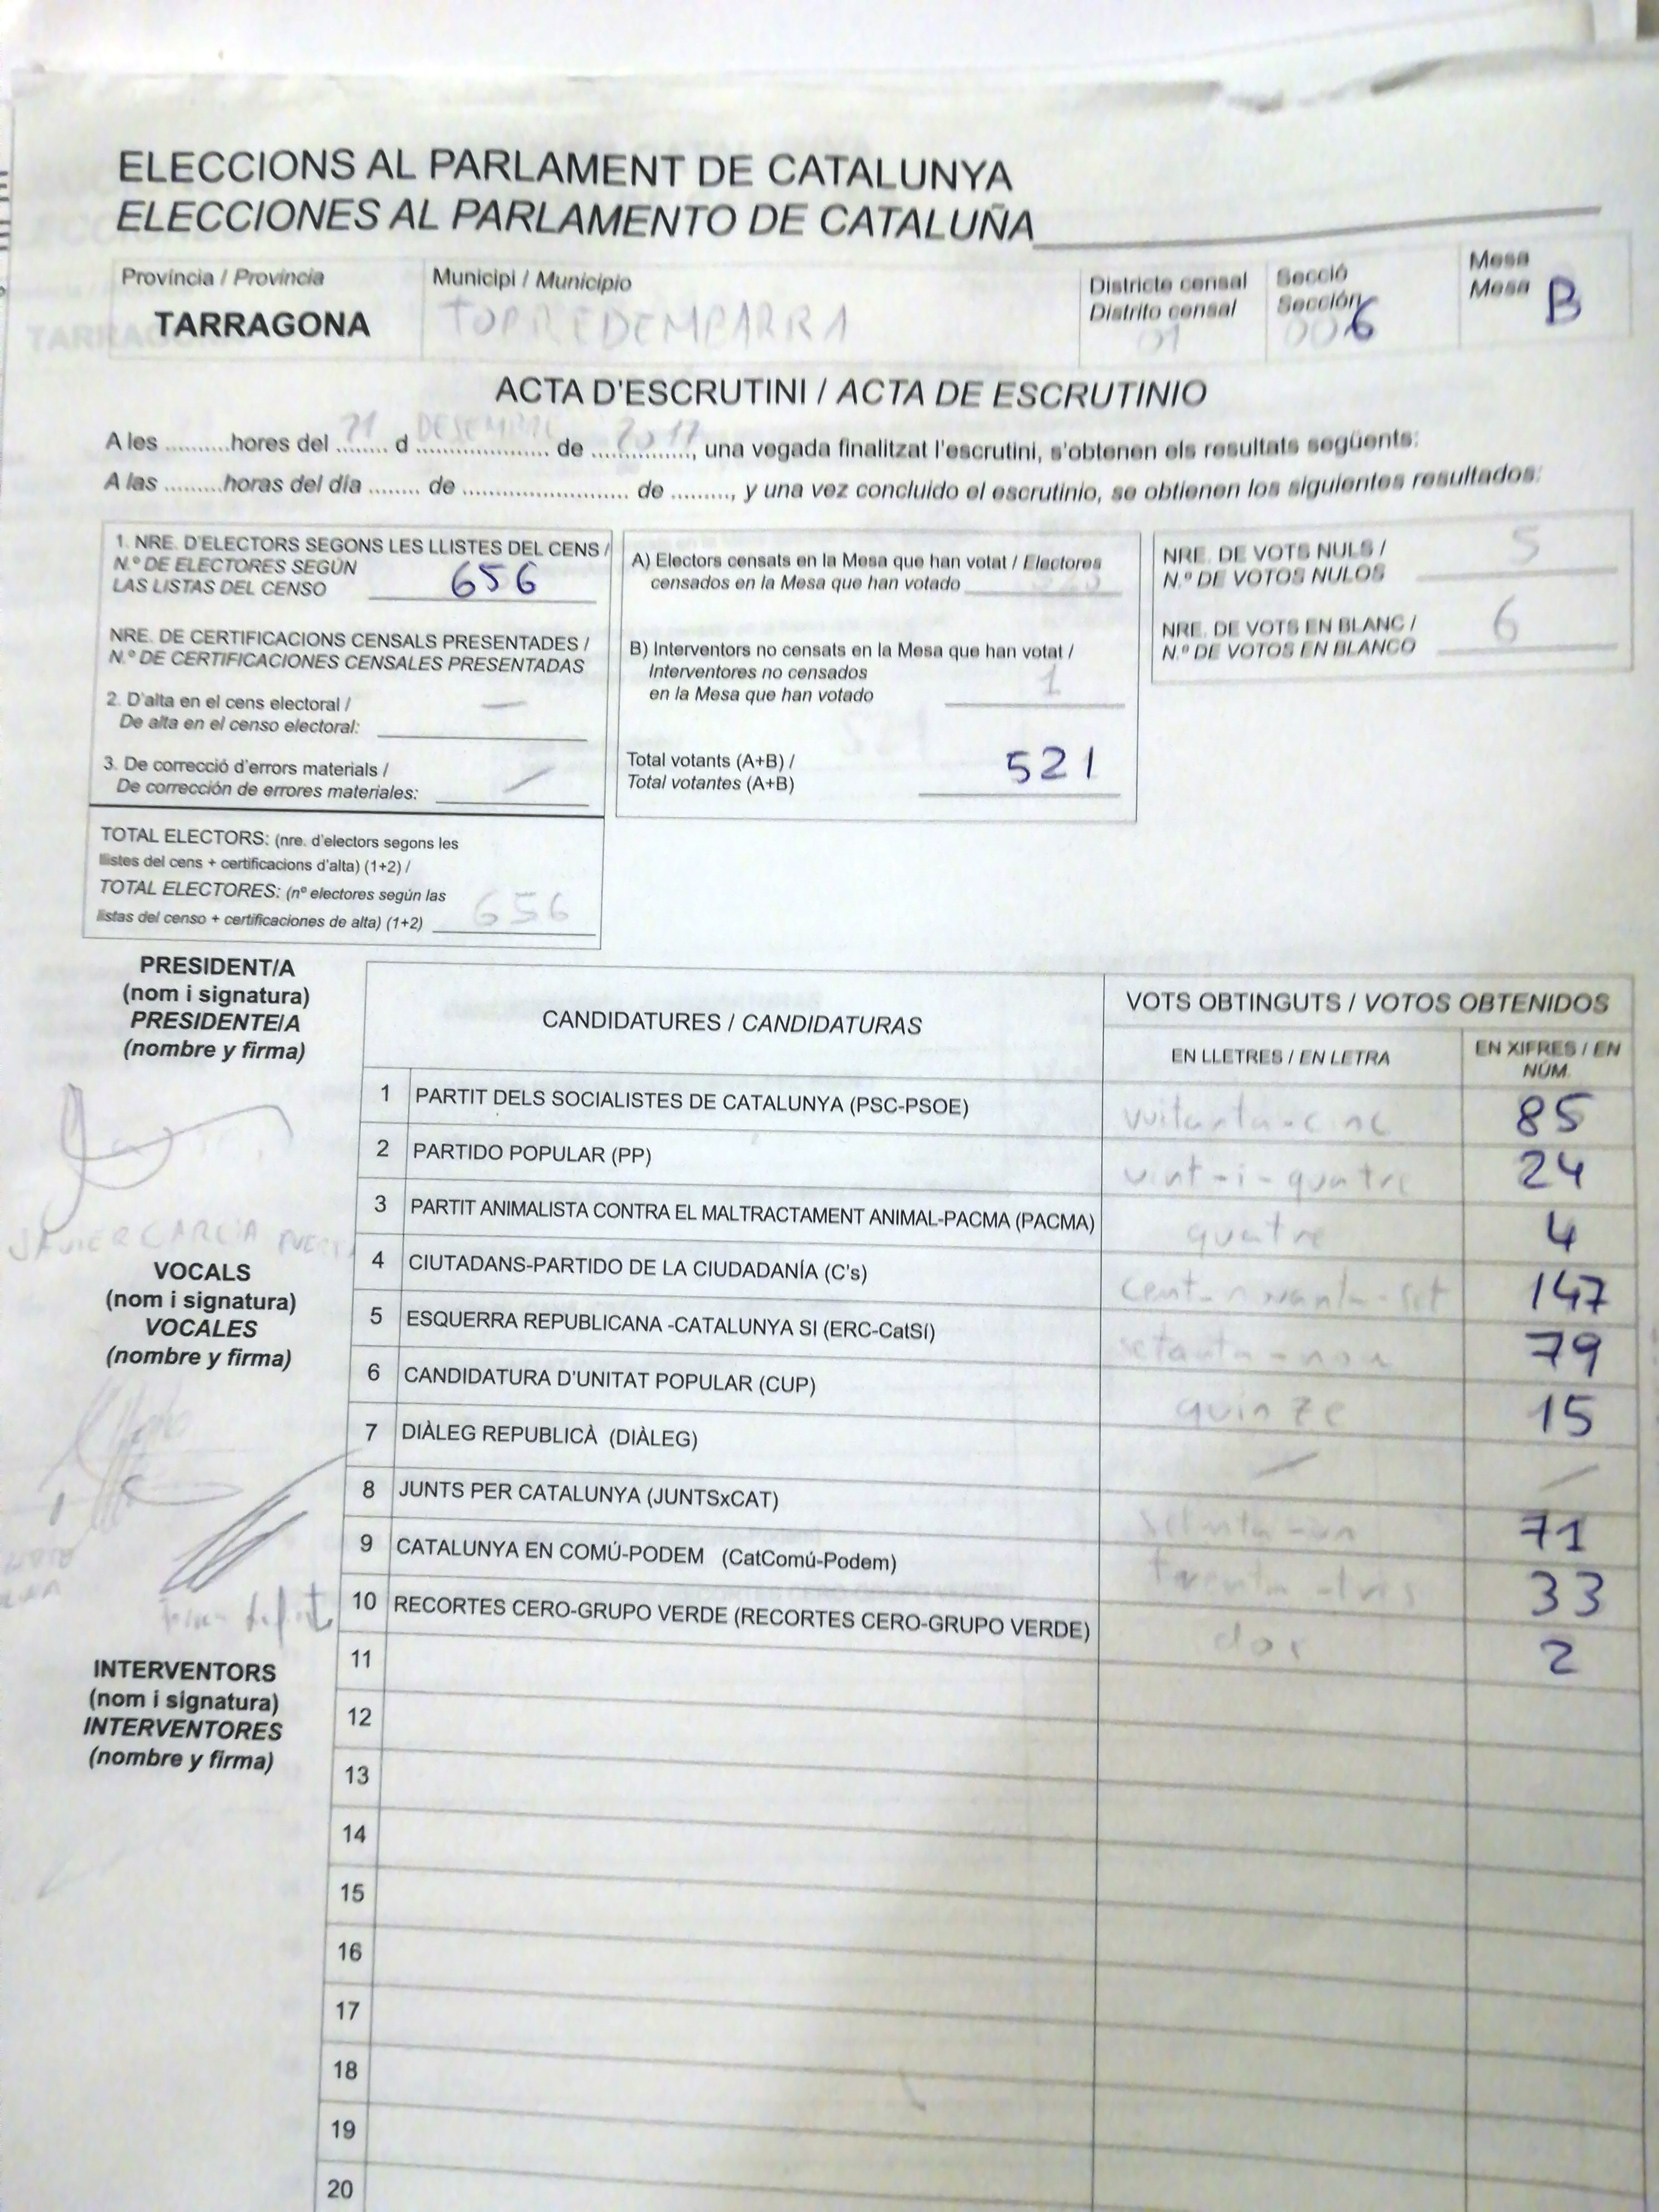 ELECCIONS AL PARLAMENT DE CATALUNYA
ELECCIONES AL PARLAMENTO DE CATALUÑA
Província / Provincia
TARRAGONA
Municipi / Municipio
TORREDEMBARRA
Districte censal
Distrito censal
01
Secció
Sección
006
Mesa
Mesa B
ACTA D'ESCRUTINI / ACTA DE ESCRUTINIO
A les .........hores del 21 d DESEMBRE de 2017, una vegada finalitzat l'escrutini, s'obtenen els resultats següents:
A las .........horas del día ........ de ............................ de .........., y una vez concluido el escrutinio, se obtienen los siguientes resultados:
1. NRE. D'ELECTORS SEGONS LES LLISTES DEL CENS /
N.º DE ELECTORES SEGÚN
LAS LISTAS DEL CENSO 656
NRE. DE CERTIFICACIONS CENSALS PRESENTADES /
N.º DE CERTIFICACIONES CENSALES PRESENTADAS
2. D'alta en el cens electoral /
De alta en el censo electoral: —
3. De correcció d'errors materials /
De corrección de errores materiales: —
TOTAL ELECTORS: (nre. d'electors segons les
llistes del cens + certificacions d'alta) (1+2) /
TOTAL ELECTORES: (nº electores según las
listas del censo + certificaciones de alta) (1+2) 656
A) Electors censats en la Mesa que han votat / Electores
censados en la Mesa que han votado
B) Interventors no censats en la Mesa que han votat /
Interventores no censados
en la Mesa que han votado 1
Total votants (A+B) /
Total votantes (A+B) 521
NRE. DE VOTS NULS /
N.º DE VOTOS NULOS 5
NRE. DE VOTS EN BLANC /
N.º DE VOTOS EN BLANCO 6
PRESIDENT/A
(nom i signatura)
PRESIDENTE/A
(nombre y firma)
JAVIER GARCIA
VOCALS
(nom i signatura)
VOCALES
(nombre y firma)
INTERVENTORS
(nom i signatura)
INTERVENTORES
(nombre y firma)
CANDIDATURES / CANDIDATURAS
VOTS OBTINGUTS / VOTOS OBTENIDOS
EN LLETRES / EN LETRA
EN XIFRES / EN
NÚM.
1 PARTIT DELS SOCIALISTES DE CATALUNYA (PSC-PSOE) vuitanta-cinc 85
2 PARTIDO POPULAR (PP) vint-i-quatre 24
3 PARTIT ANIMALISTA CONTRA EL MALTRACTAMENT ANIMAL-PACMA (PACMA) quatre 4
4 CIUTADANS-PARTIDO DE LA CIUDADANÍA (C's) 147
5 ESQUERRA REPUBLICANA -CATALUNYA SI (ERC-CatSí) setanta-nou 79
6 CANDIDATURA D'UNITAT POPULAR (CUP) quinze 15
7 DIÀLEG REPUBLICÀ (DIÀLEG) — —
8 JUNTS PER CATALUNYA (JUNTSxCAT) setanta-un 71
9 CATALUNYA EN COMÚ-PODEM (CatComú-Podem) trenta-tres 33
10 RECORTES CERO-GRUPO VERDE (RECORTES CERO-GRUPO VERDE) dos 2
11
12
13
14
15
16
17
18
19
20